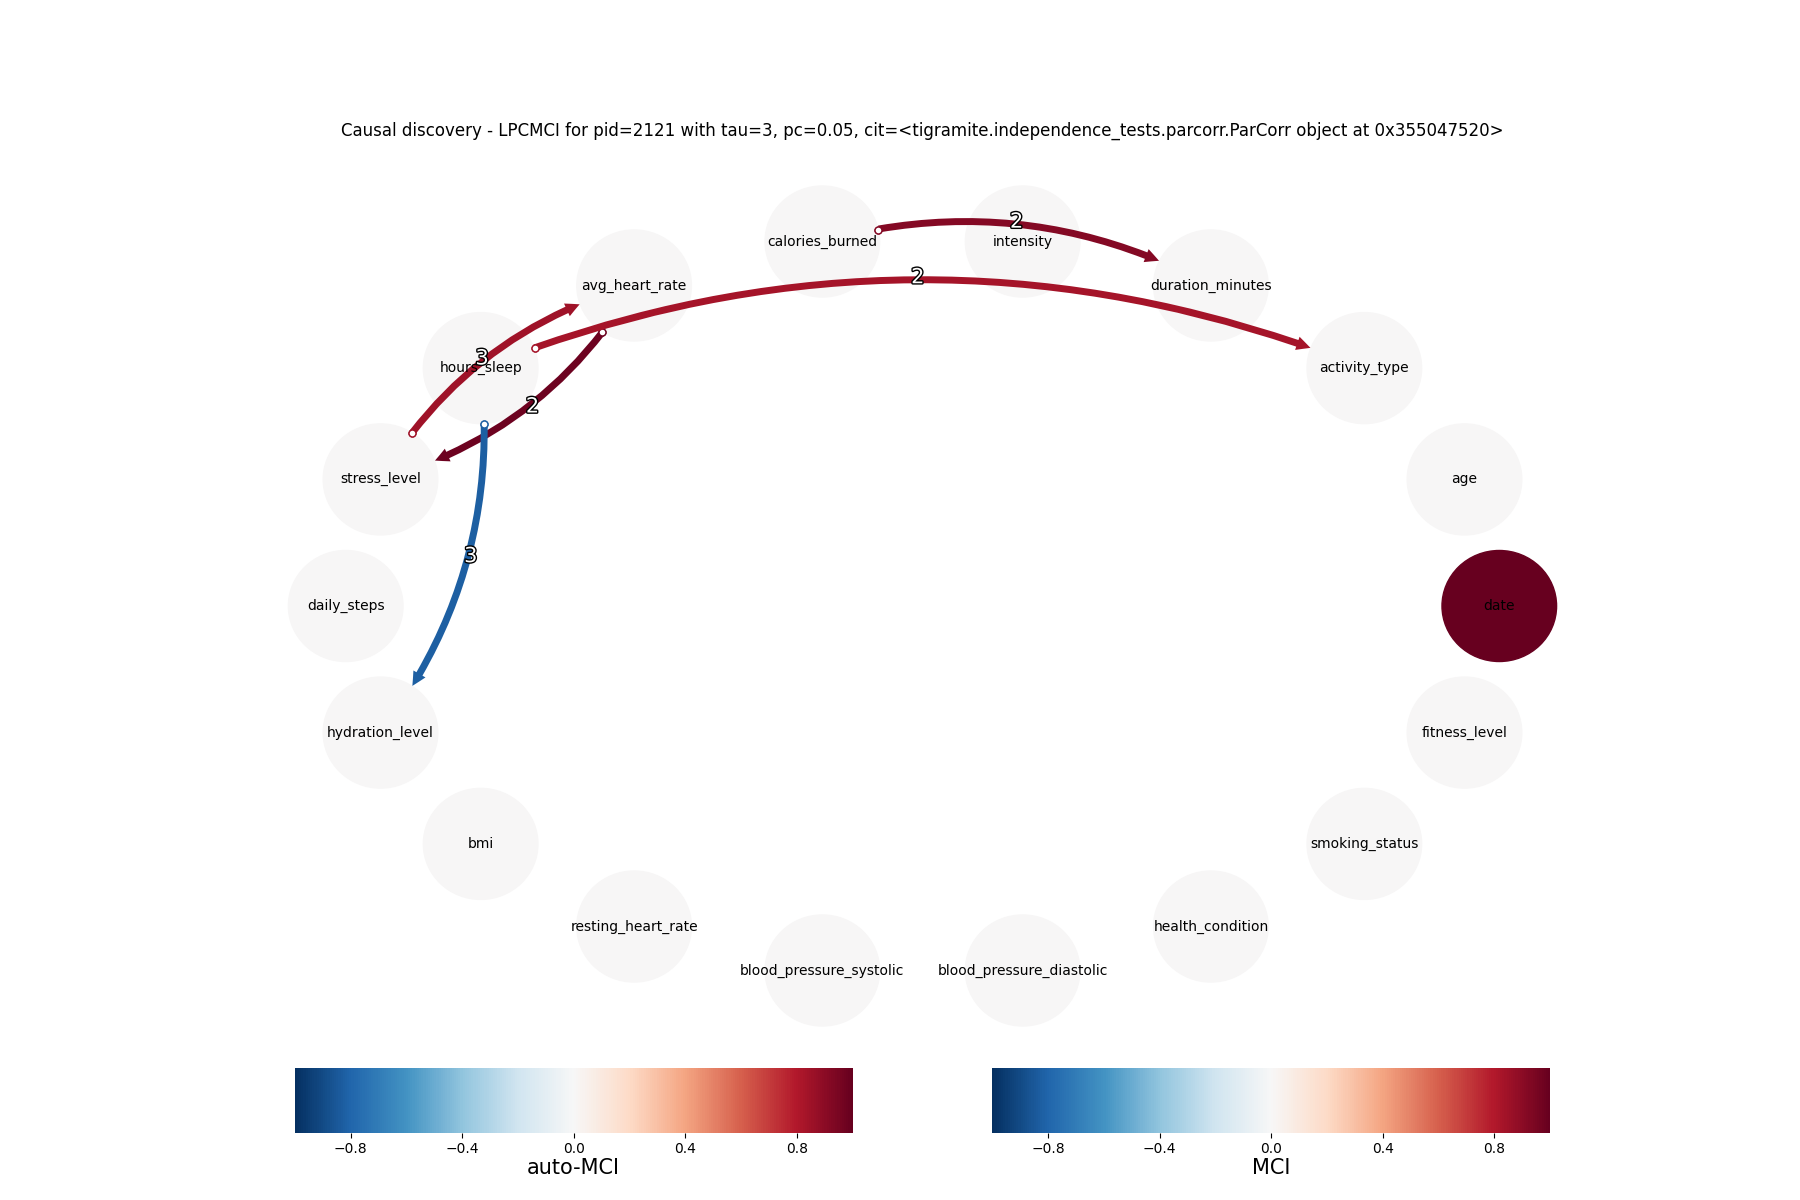 Causal discovery - LPCMCI for pid=2121 with tau=3, pc=0.05, cit=<tigramite.independence_tests.parcorr.ParCorr object at 0x355047520>
calories_burned
2
intensity
avg_heart_rate
2
duration_minutes
hours_sleep
3
activity_type
2
stress_level
age
3
daily_steps
date
hydration_level
fitness_level
bmi
smoking_status
resting_heart_rate
health_condition
blood_pressure_systolic
blood_pressure_diastolic
−0.8 −0.4 0.0 0.4 0.8
auto-MCI
−0.8 −0.4 0.0 0.4 0.8
MCI